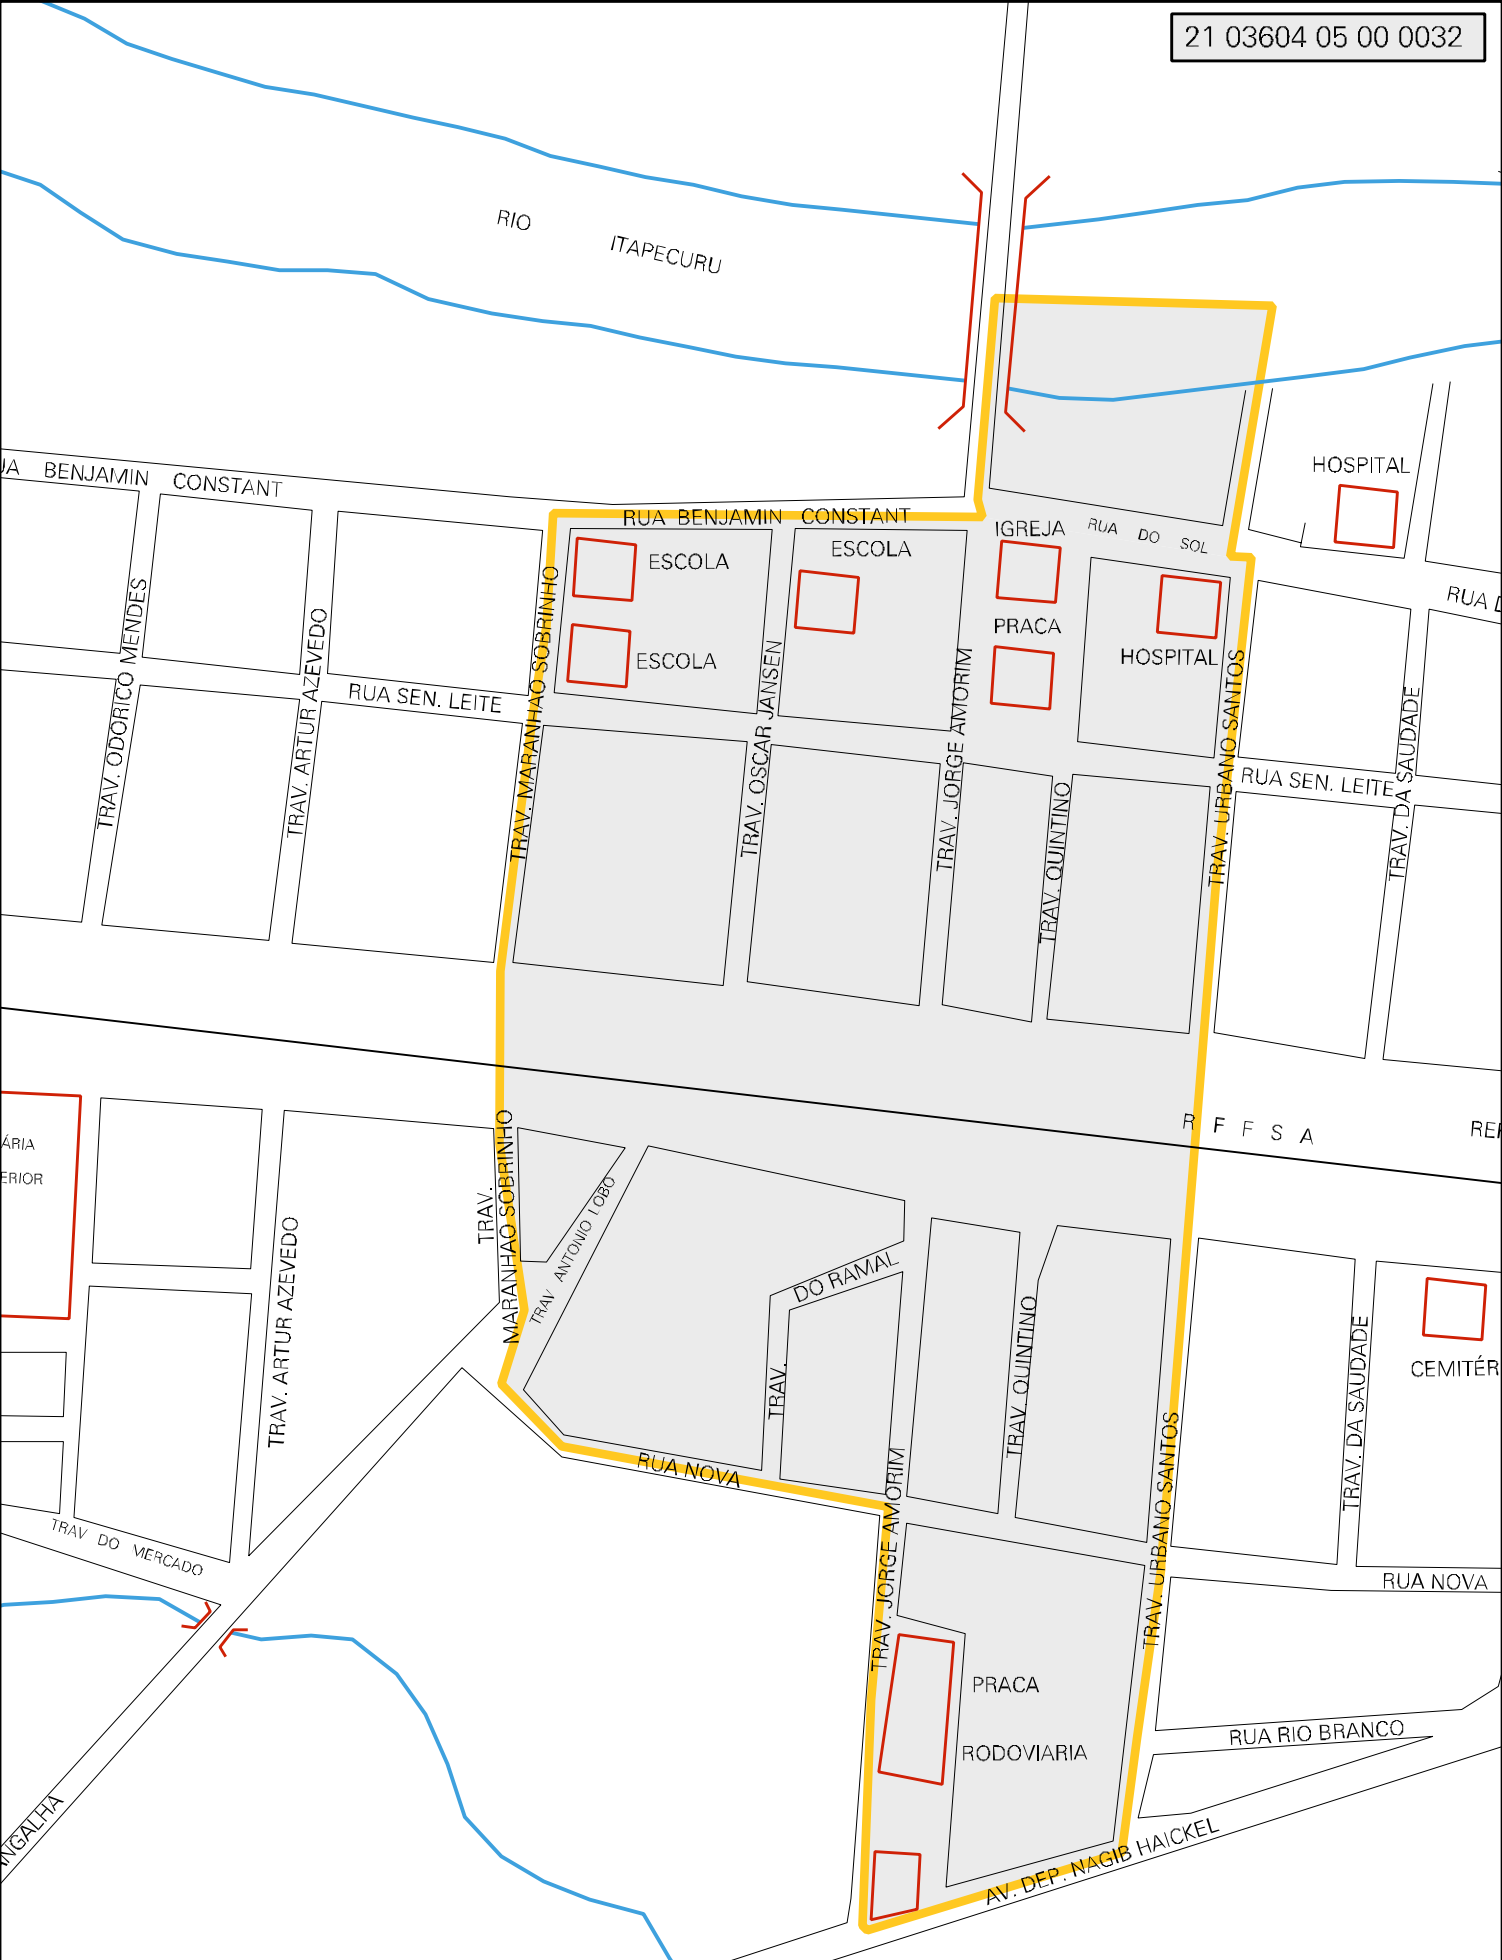 21 03604 05 00 0032
RIO ITAPECURU
HOSPITAL
BENJAMIN CONSTANT
RUA BENJAMIN CONSTANT
IGREJA
RUA DO SOL
ESCOLA
ESCOLA
ESCOLA
PRACA
HOSPITAL
RUA
TRAV. ODORICO MENDES
TRAV. ARTUR AZEVEDO
RUA SEN. LEITE
TRAV. MARANHAO SOBRINHO
TRAV. OSCAR JANSEN
TRAV. JORGE AMORIM
TRAV. QUINTINO
TRAV. URBANO SANTOS
RUA SEN. LEITE
TRAV. DA SAUDADE
R F F S A
ÁRIA
ERIOR
TRAV. ARTUR AZEVEDO
TRAV.
MARANHAO SOBRINHO
TRAV ANTONIO LOBO
TRAV.
DO RAMAL
TRAV. QUINTINO
TRAV. DA SAUDADE
CEMITÉR
RUA NOVA
TRAV. JORGE AMORIM
TRAV. URBANO SANTOS
TRAV DO MERCADO
RUA NOVA
PRACA
RODOVIARIA
RUA RIO BRANCO
NGALHA
AV. DEP. NAGIB HAICKEL